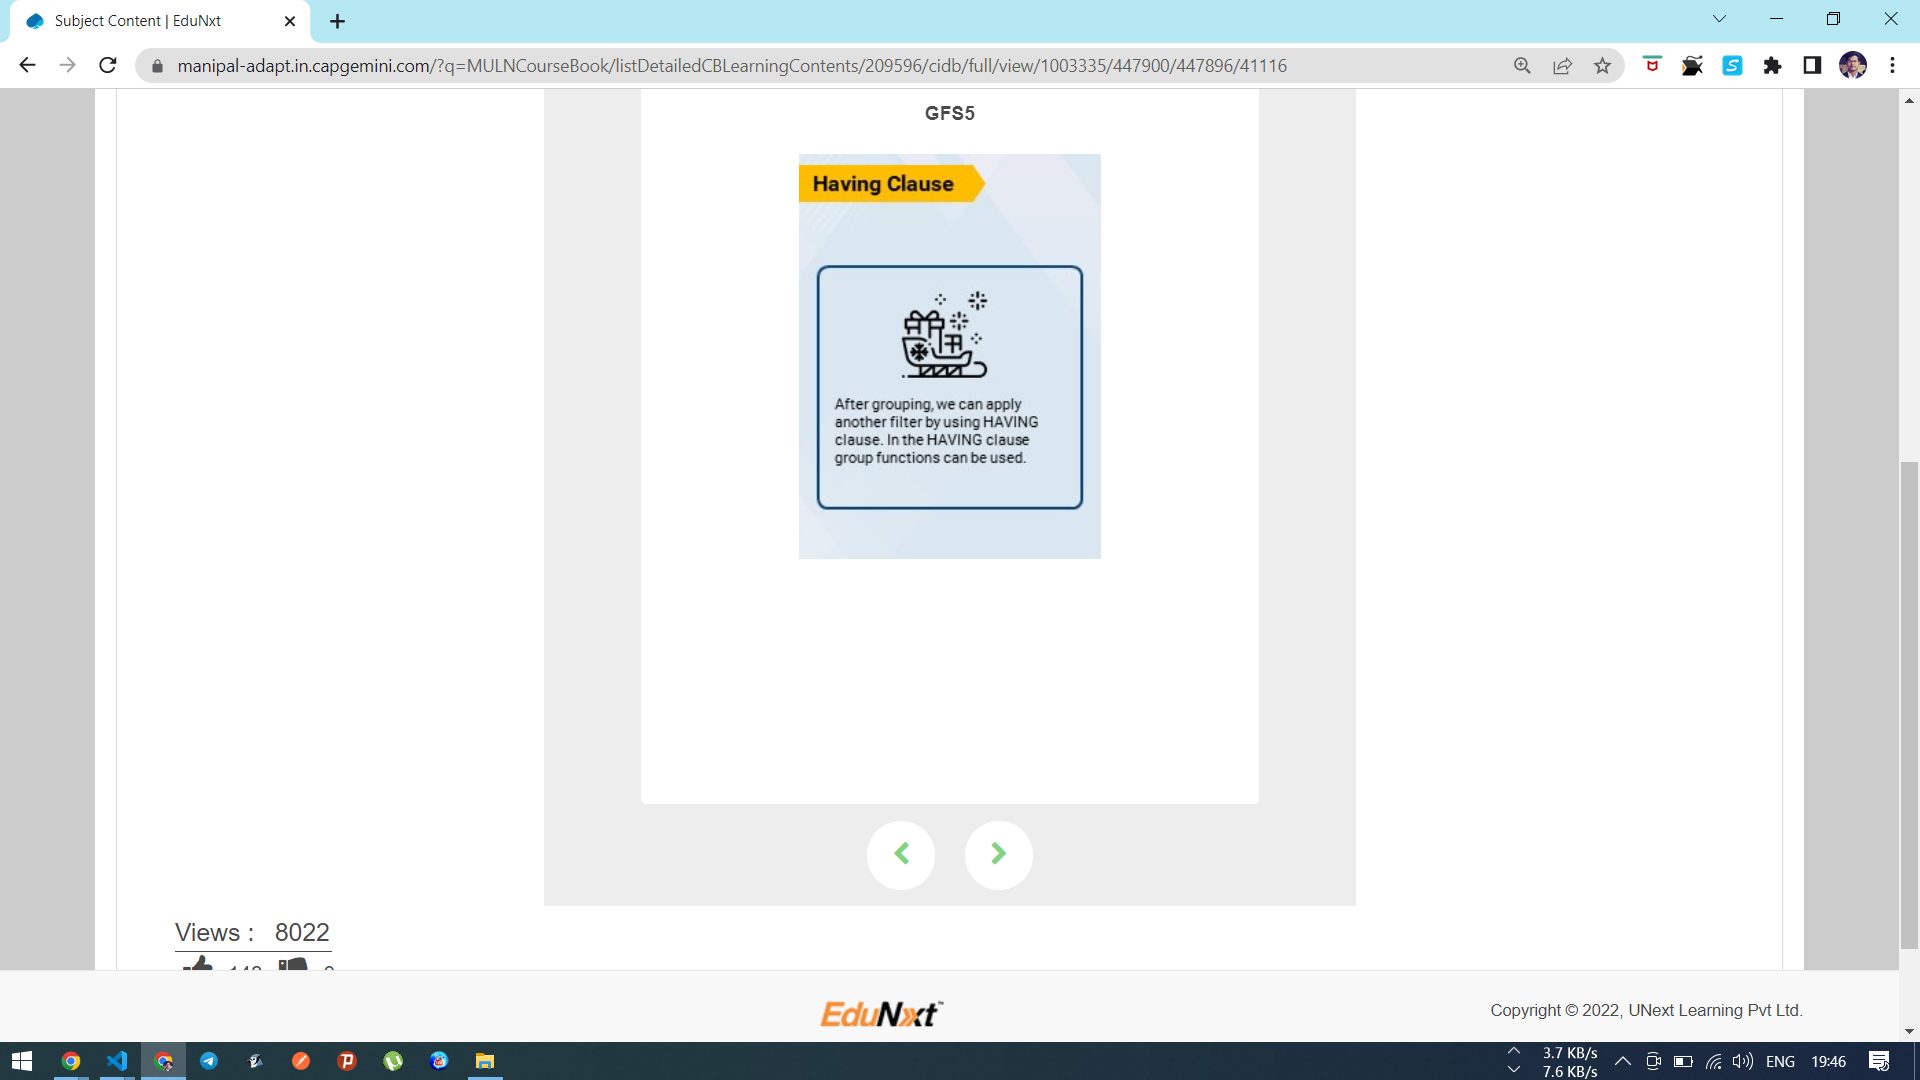 Subject Content | EduNxt
manipal-adapt.in.capgemini.com/?q=MULNCourseBook/listDetailedCBLearningContents/209596/cidb/full/view/1003335/447900/447896/41116
GFS5
Having Clause
After grouping, we can apply
another filter by using HAVING
clause. In the HAVING clause
group functions can be used.
Views : 8022
EduNxt
Copyright © 2022, UNext Learning Pvt Ltd.
3.7 KB/s
7.6 KB/s
ENG
19:46